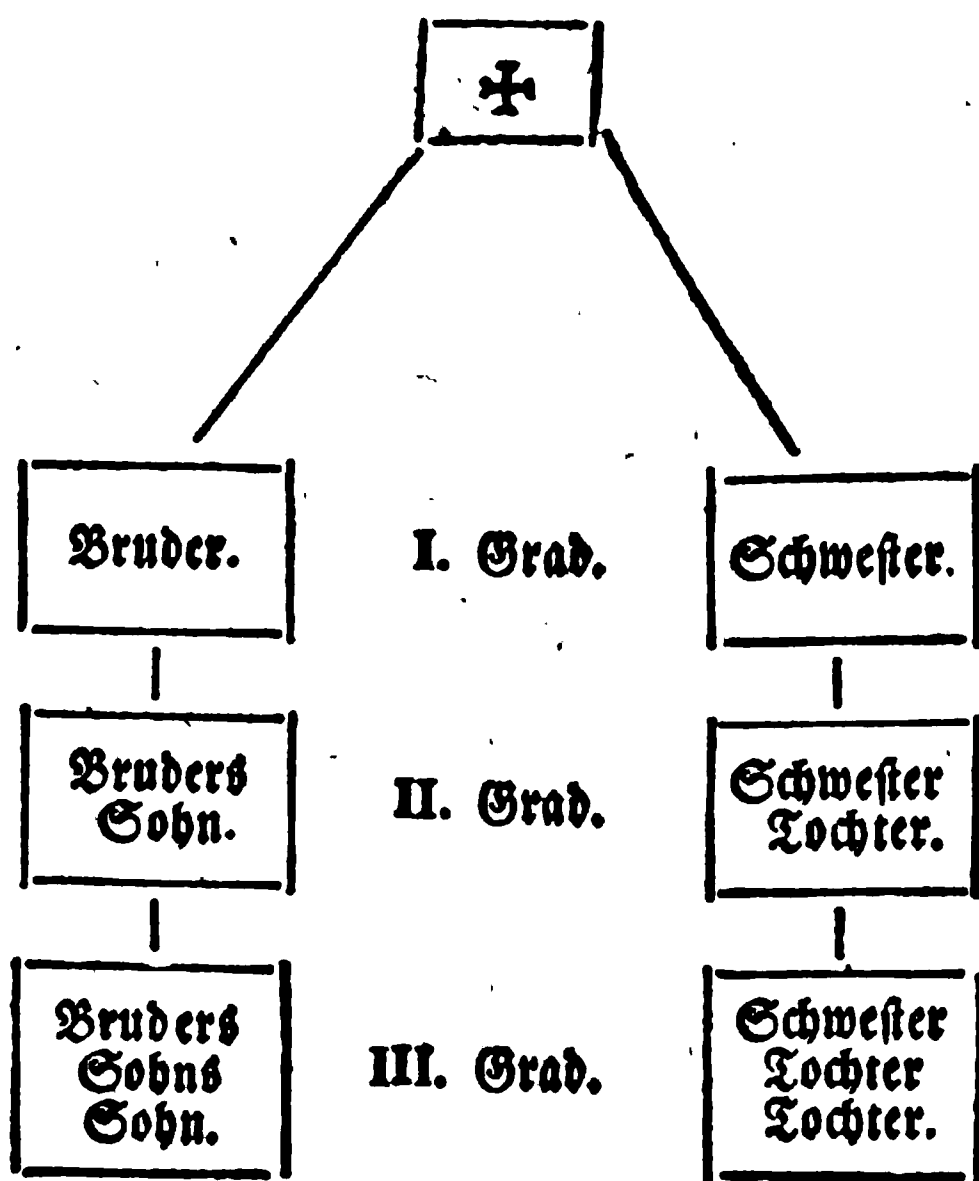 ✠
Bruder.
I. Grad.
Schweſter.
Bruders
Sohn.
II. Grad.
Schweſter
Tochter.
Bruders
Sohns
Sohn.
III. Grad.
Schweſter
Tochter
Tochter.